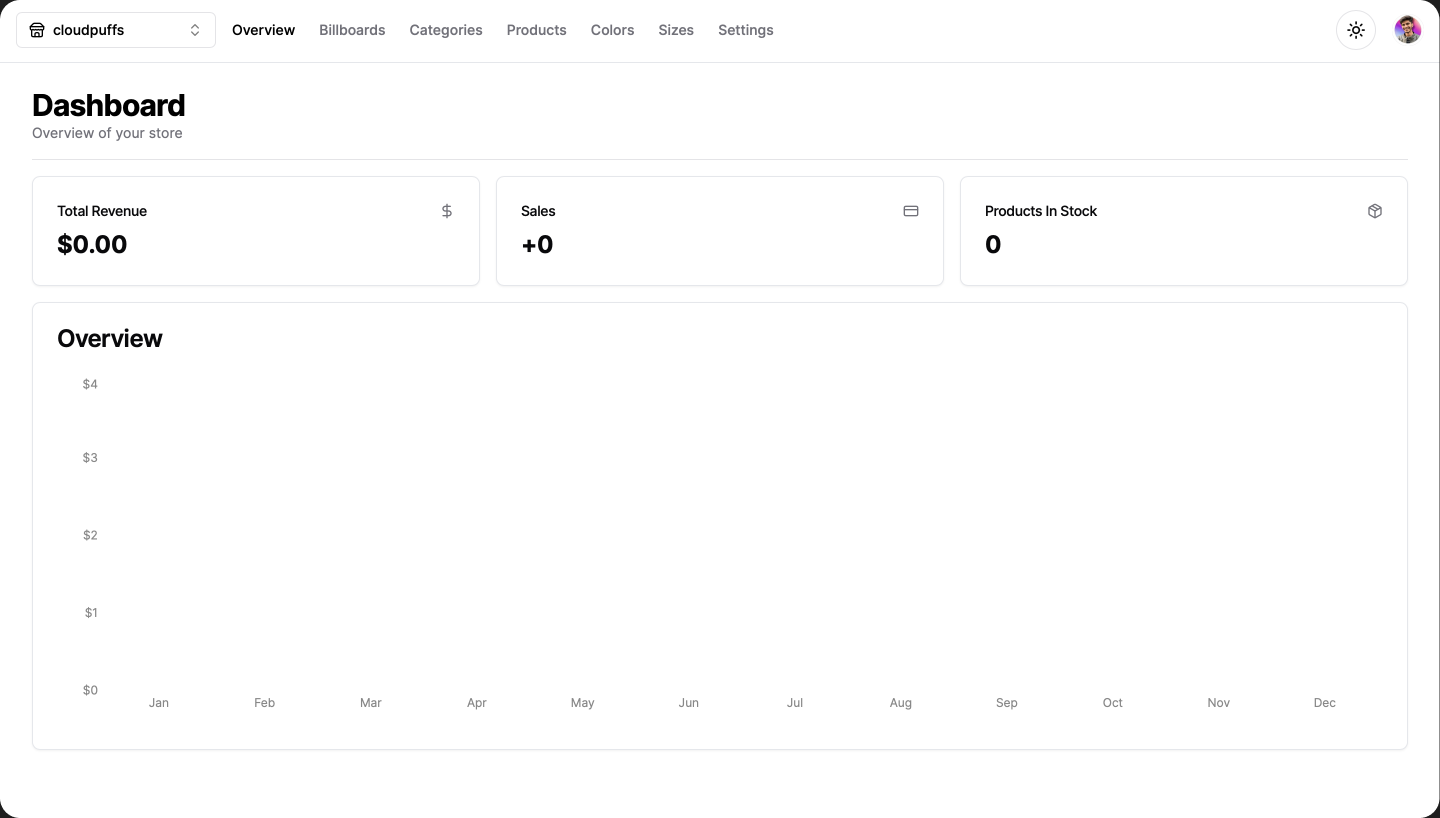 cloudpuffs Overview Billboards Categories Products Colors Sizes Settings
Dashboard
Overview of your store
Total Revenue
$0.00
Sales
+0
Products In Stock
0
Overview
$4
$3
$2
$1
$0
Jan Feb Mar Apr May Jun Jul Aug Sep Oct Nov Dec